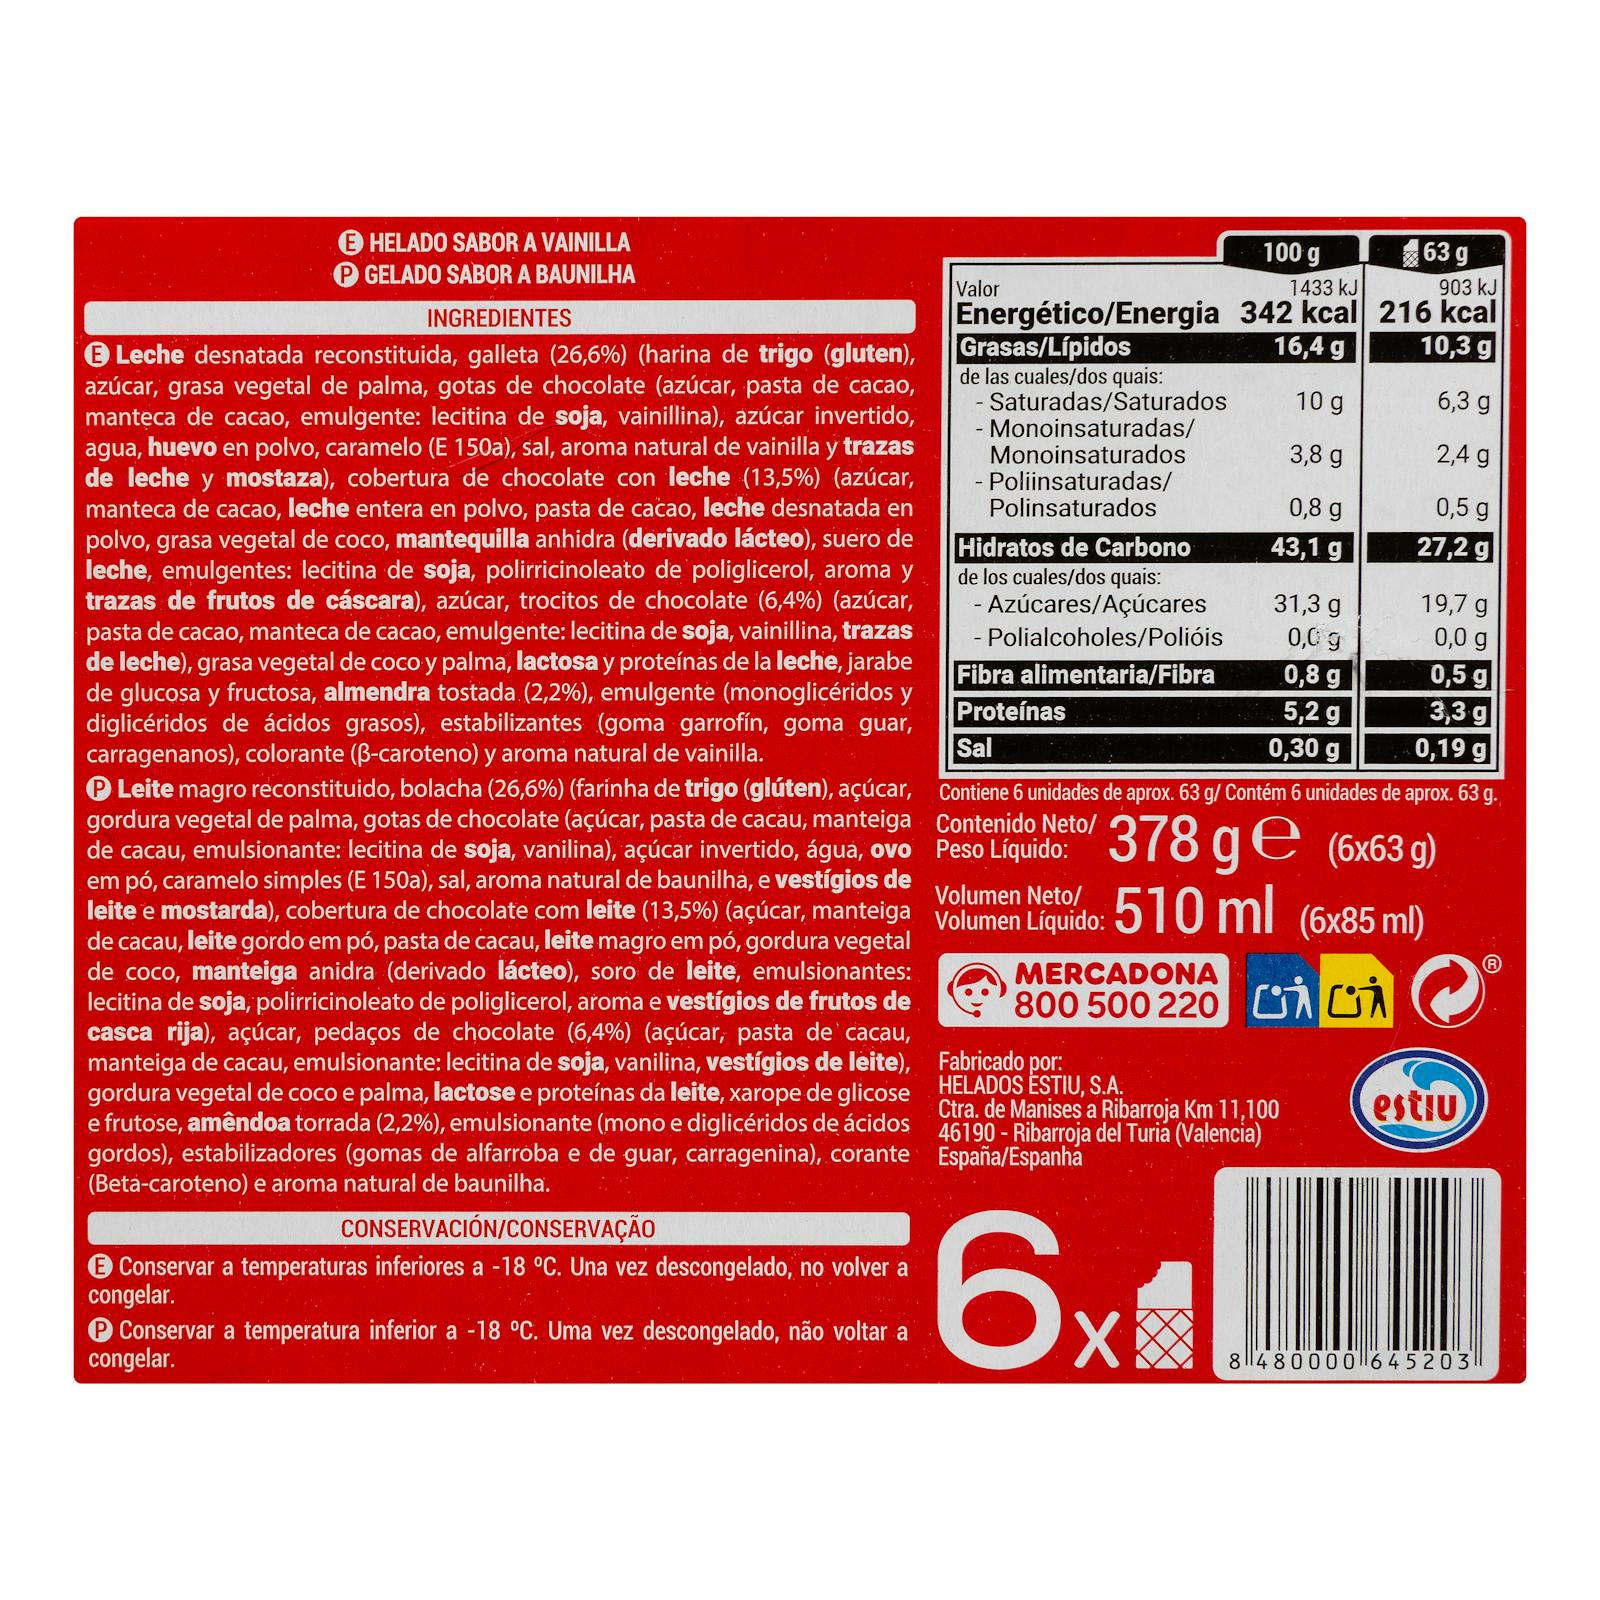 E HELADO SABOR A VAINILLA
P GELADO SABOR A BAUNILHA
INGREDIENTES
E Leche desnatada reconstituida, galleta (26,6%) (harina de trigo (gluten),
azúcar, grasa vegetal de palma, gotas de chocolate (azúcar, pasta de cacao,
manteca de cacao, emulgente: lecitina de soja, vainillina), azúcar invertido,
agua, huevo en polvo, caramelo (E 150a), sal, aroma natural de vainilla y trazas
de leche y mostaza), cobertura de chocolate con leche (13,5%) (azúcar,
manteca de cacao, leche entera en polvo, pasta de cacao, leche desnatada en
polvo, grasa vegetal de coco, mantequilla anhidra (derivado lácteo), suero de
leche, emulgentes: lecitina de soja, polirricinoleato de poliglicerol, aroma y
trazas de frutos de cáscara), azúcar, trocitos de chocolate (6,4%) (azúcar,
pasta de cacao, manteca de cacao, emulgente: lecitina de soja, vainillina, trazas
de leche), grasa vegetal de coco y palma, lactosa y proteínas de la leche, jarabe
de glucosa y fructosa, almendra tostada (2,2%), emulgente (monoglicéridos y
diglicéridos de ácidos grasos), estabilizantes (goma garrofín, goma guar,
carragenanos), colorante (β-caroteno) y aroma natural de vainilla.
P Leite magro reconstituido, bolacha (26,6%) (farinha de trigo (glúten), açúcar,
gordura vegetal de palma, gotas de chocolate (açúcar, pasta de cacau, manteiga
de cacau, emulsionante: lecitina de soja, vanilina), açúcar invertido, água, ovo
em pó, caramelo simples (E 150a), sal, aroma natural de baunilha, e vestígios de
leite e mostarda), cobertura de chocolate com leite (13,5%) (açúcar, manteiga
de cacau, leite gordo em pó, pasta de cacau, leite magro em pó, gordura vegetal
de coco, manteiga anidra (derivado lácteo), soro de leite, emulsionantes:
lecitina de soja, polirricinoleato de poliglicerol, aroma e vestígios de frutos de
casca rija), açúcar, pedaços de chocolate (6,4%) (açúcar, pasta de cacau,
manteiga de cacau, emulsionante: lecitina de soja, vanilina, vestígios de leite),
gordura vegetal de coco e palma, lactose e proteínas da leite, xarope de glicose
e frutose, amêndoa torrada (2,2%), emulsionante (mono e diglicéridos de ácidos
gordos), estabilizadores (gomas de alfarroba e de guar, carragenina), corante
(Beta-caroteno) e aroma natural de baunilha.
CONSERVACIÓN/CONSERVAÇÃO
E Conservar a temperaturas inferiores a -18 ºC. Una vez descongelado, no volver a
congelar.
P Conservar a temperatura inferior a -18 ºC. Uma vez descongelado, não voltar a
congelar.
100 g 63 g
Valor 1433 kJ 903 kJ
Energético/Energia 342 kcal 216 kcal
Grasas/Lípidos 16,4 g 10,3 g
de las cuales/dos quais:
- Saturadas/Saturados 10 g 6,3 g
- Monoinsaturadas/
Monoinsaturados 3,8 g 2,4 g
- Poliinsaturadas/
Polinsaturados 0,8 g 0,5 g
Hidratos de Carbono 43,1 g 27,2 g
de los cuales/dos quais:
- Azúcares/Açúcares 31,3 g 19,7 g
- Polialcoholes/Polióis 0,0 g 0,0 g
Fibra alimentaria/Fibra 0,8 g 0,5 g
Proteínas 5,2 g 3,3 g
Sal 0,30 g 0,19 g
Contiene 6 unidades de aprox. 63 g/ Contém 6 unidades de aprox. 63 g.
Contenido Neto/
Peso Líquido: 378 g e (6x63 g)
Volumen Neto/
Volumen Líquido: 510 ml (6x85 ml)
MERCADONA
800 500 220
®
Fabricado por:
HELADOS ESTIU, S.A.
Ctra. de Manises a Ribarroja Km 11,100
46190 - Ribarroja del Turia (Valencia)
España/Espanha
estiu
6x
8 480000 645203